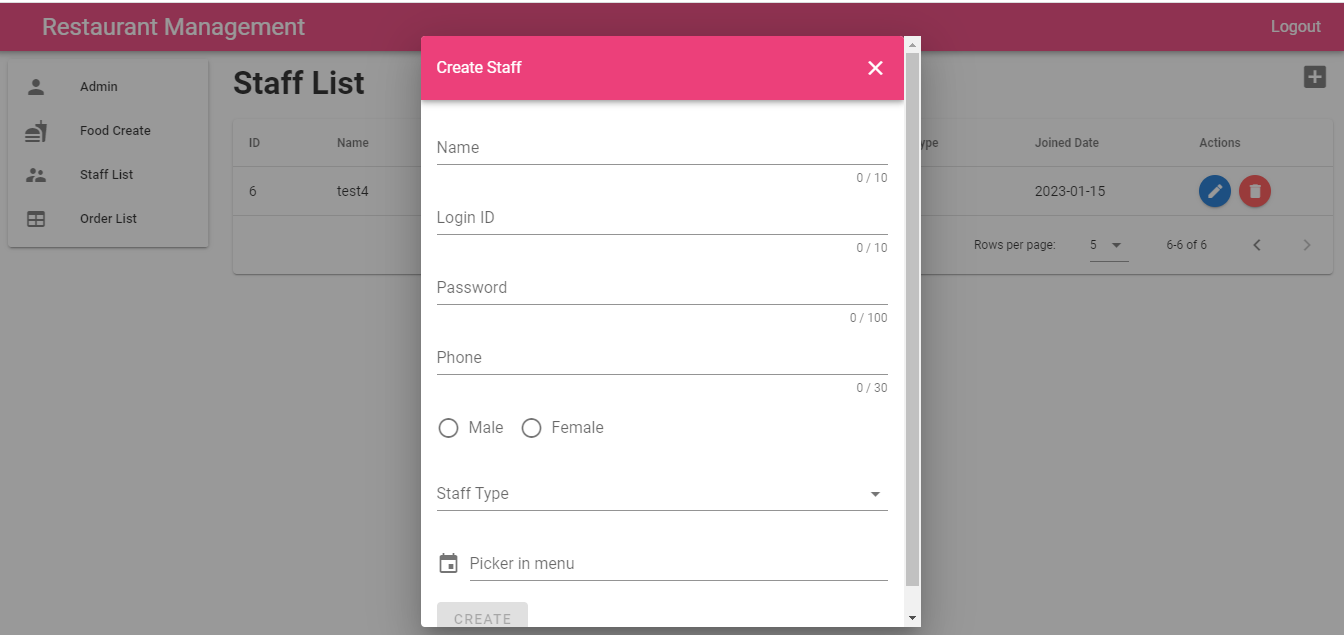 Restaurant Management
Logout
Admin
Food Create
Staff List
Order List
Staff List
ID Name ype Joined Date Actions
6 test4 2023-01-15
Rows per page: 5 6-6 of 6
Create Staff
Name
0 / 10
Login ID
0 / 10
Password
0 / 100
Phone
0 / 30
Male Female
Staff Type
Picker in menu
CREATE